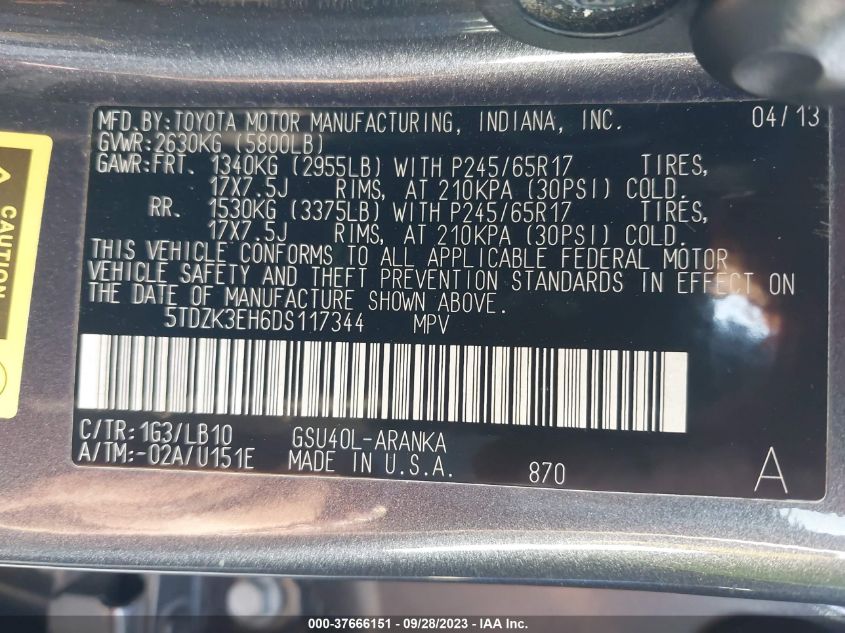 MFD.BY:TOYOTA MOTOR MANUFACTURING, INDIANA, INC. 04/13
GVWR:2630KG (5800LB)
GAWR:FRT. 1340KG (2955LB) WITH P245/65R17 TIRES,
17X7.5J RIMS, AT 210KPA (30PSI) COLD.
RR. 1530KG (3375LB) WITH P245/65R17 TIRES,
17X7.5J RIMS, AT 210KPA (30PSI) COLD.
THIS VEHICLE CONFORMS TO ALL APPLICABLE FEDERAL MOTOR
VEHICLE SAFETY AND THEFT PREVENTION STANDARDS IN EFFECT ON
THE DATE OF MANUFACTURE SHOWN ABOVE.
5TDZK3EH6DS117344 MPV
C/TR:1G3/LB10 GSU40L-ARANKA
A/TM:-02A/U151E MADE IN U.S.A. 870 A
CAUTION
000-37666151 - 09/28/2023 - IAA Inc.